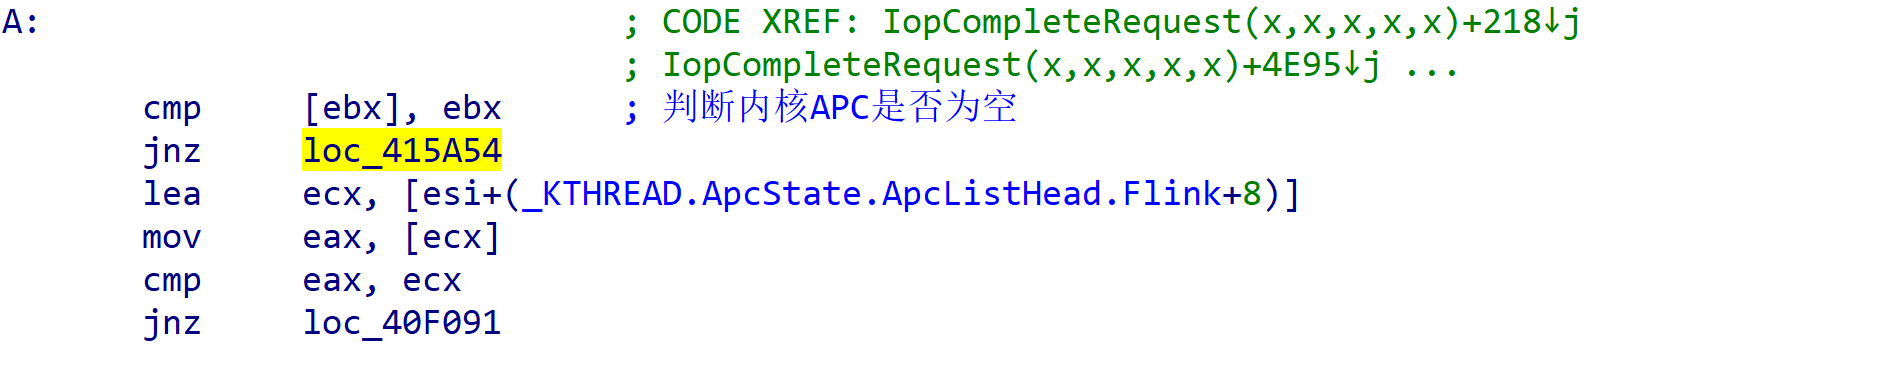 A: ; CODE XREF: IopCompleteRequest(x,x,x,x,x)+218↓j
; IopCompleteRequest(x,x,x,x,x)+4E95↓j ...
cmp [ebx], ebx ; 判断内核APC是否为空
jnz loc_415A54
lea ecx, [esi+(_KTHREAD.ApcState.ApcListHead.Flink+8)]
mov eax, [ecx]
cmp eax, ecx
jnz loc_40F091